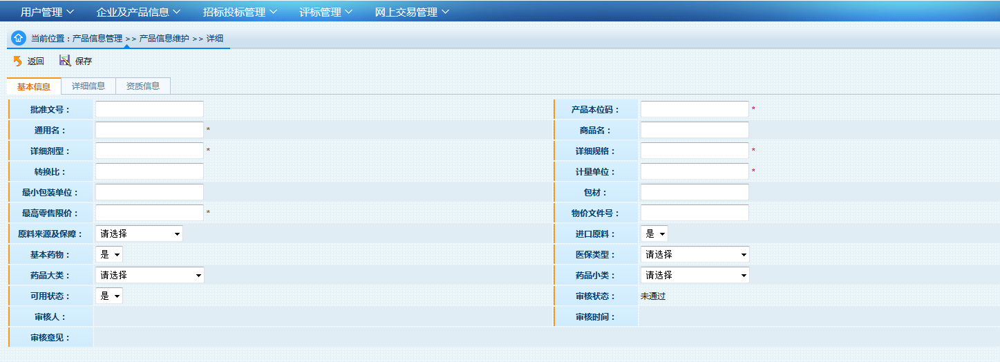 用户管理 企业及产品信息 招标投标管理 评标管理 网上交易管理
当前位置：产品信息管理 >> 产品信息维护 >> 详细
返回 保存
基本信息 详细信息 资质信息
批准文号： 产品本位码： *
通用名： * 商品名：
详细剂型： * 详细规格： *
转换比： 计量单位： *
最小包装单位： 包材：
最高零售限价： * 物价文件号：
原料来源及保障： 请选择 进口原料： 是
基本药物： 是 医保类型： 请选择
药品大类： 请选择 药品小类： 请选择
可用状态： 是 审核状态： 未通过
审核人： 审核时间：
审核意见：